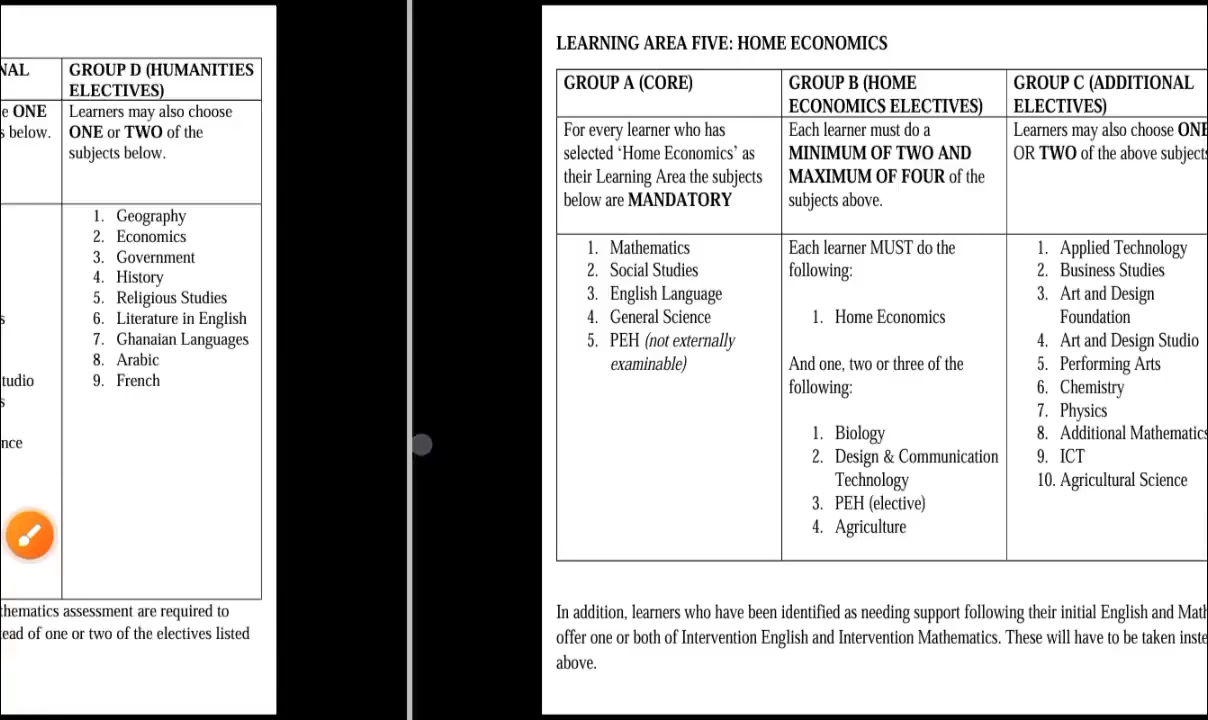 NAL
e ONE
s below.
s
tudio
s
nce
GROUP D (HUMANITIES
ELECTIVES)
Learners may also choose
ONE or TWO of the
subjects below.
1. Geography
2. Economics
3. Government
4. History
5. Religious Studies
6. Literature in English
7. Ghanaian Languages
8. Arabic
9. French
thematics assessment are required to
ead of one or two of the electives listed
LEARNING AREA FIVE: HOME ECONOMICS
GROUP A (CORE)
For every learner who has
selected ‘Home Economics’ as
their Learning Area the subjects
below are MANDATORY
1. Mathematics
2. Social Studies
3. English Language
4. General Science
5. PEH (not externally
examinable)
GROUP B (HOME
ECONOMICS ELECTIVES)
Each learner must do a
MINIMUM OF TWO AND
MAXIMUM OF FOUR of the
subjects above.
Each learner MUST do the
following:
1. Home Economics
And one, two or three of the
following:
1. Biology
2. Design & Communication
Technology
3. PEH (elective)
4. Agriculture
GROUP C (ADDITIONAL
ELECTIVES)
Learners may also choose ONE
OR TWO of the above subjects
1. Applied Technology
2. Business Studies
3. Art and Design
Foundation
4. Art and Design Studio
5. Performing Arts
6. Chemistry
7. Physics
8. Additional Mathematics
9. ICT
10. Agricultural Science
In addition, learners who have been identified as needing support following their initial English and Math
offer one or both of Intervention English and Intervention Mathematics. These will have to be taken inste
above.